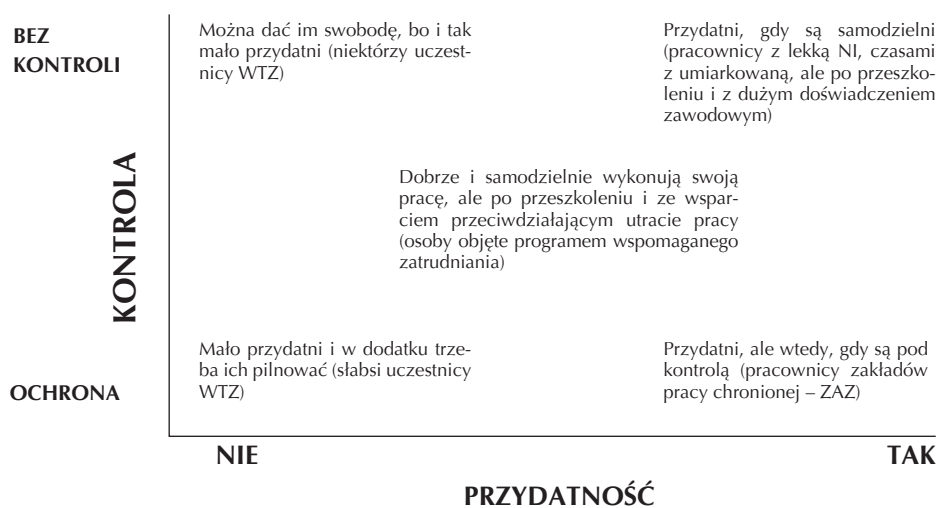 BEZ
KONTROLI
Można dać im swobodę, bo i tak
mało przydatni (niektórzy uczest-
nicy WTZ)
Przydatni, gdy są samodzielni
(pracownicy z lekką NI, czasami
z umiarkowaną, ale po przeszko-
leniu i z dużym doświadczeniem
zawodowym)
KONTROLA
Dobrze i samodzielnie wykonują swoją
pracę, ale po przeszkoleniu i ze wspar-
ciem przeciwdziałającym utracie pracy
(osoby objęte programem wspomaganego
zatrudniania)
OCHRONA
Mało przydatni i w dodatku trze-
ba ich pilnować (słabsi uczestnicy
WTZ)
Przydatni, ale wtedy, gdy są pod
kontrolą (pracownicy zakładów
pracy chronionej – ZAZ)
NIE
TAK
PRZYDATNOŚĆ